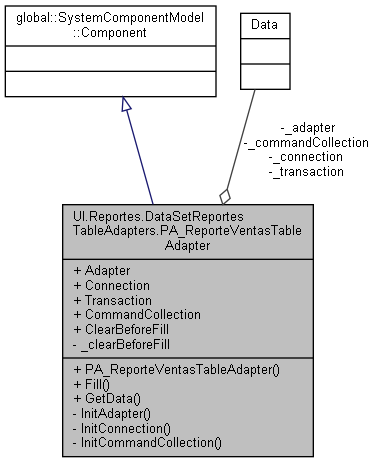 global::SystemComponentModel
::Component
Data
-_adapter
-_commandCollection
-_connection
-_transaction
UI.Reportes.DataSetReportes
TableAdapters.PA_ReporteVentasTable
Adapter
+ Adapter
+ Connection
+ Transaction
+ CommandCollection
+ ClearBeforeFill
- _clearBeforeFill
+ PA_ReporteVentasTableAdapter()
+ Fill()
+ GetData()
- InitAdapter()
- InitConnection()
- InitCommandCollection()